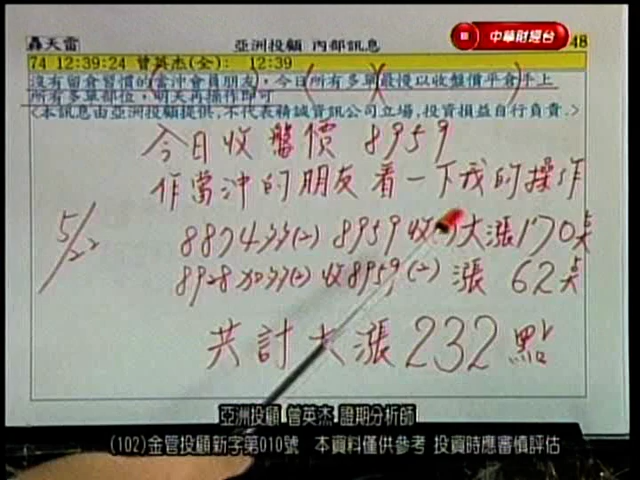 中華財經台
轟天雷 亞洲投顧 內部訊息 48
74 12:39:24 曾英杰(全): 12:39
沒有留倉習慣的當沖會員朋友,今日所有多單最慢以收盤價平倉手上
所有多單部位,明天再操作即可
<本訊息由亞洲投顧提供,不代表精誠資訊公司立場,投資損益自行負責.>
今日收盤價 8959
作當沖的朋友看一下我的操作
5/22
8874多(2) 8959收 大漲170點
8928加多(2) 收8959(2) 漲 62點
共計大漲232點
亞洲投顧 曾英杰 證期分析師
(102)金管投顧新字第010號 本資料僅供參考 投資時應審慎評估